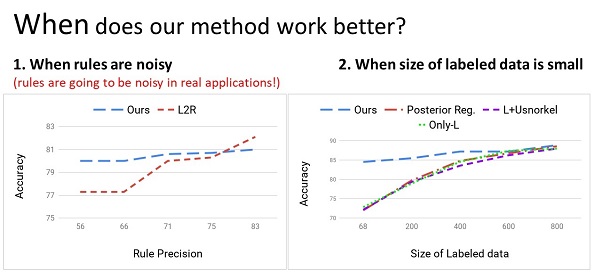 When does our method work better?
1. When rules are noisy
(rules are going to be noisy in real applications!)
2. When size of labeled data is small
Ours L2R
83
81
79
77
75
Accuracy
56 66 71 75 83
Rule Precision
Ours Posterior Reg. L+Usnorkel
Only-L
90
85
80
75
70
Accuracy
68 200 400 600 800
Size of Labeled data